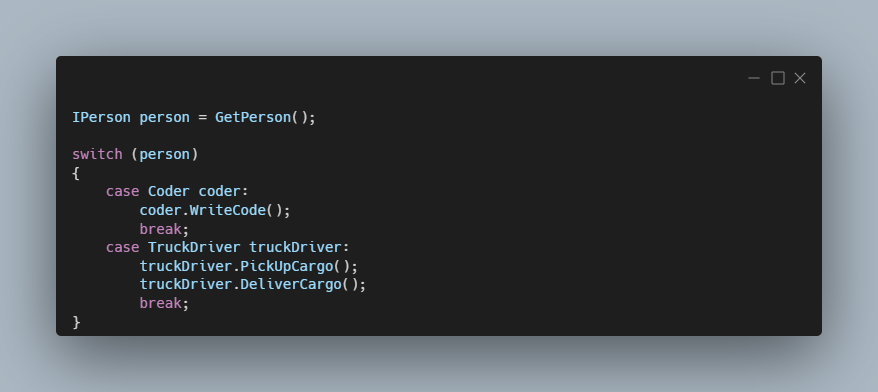 IPerson person = GetPerson();
switch (person)
{
    case Coder coder:
        coder.WriteCode();
        break;
    case TruckDriver truckDriver:
        truckDriver.PickUpCargo();
        truckDriver.DeliverCargo();
        break;
}